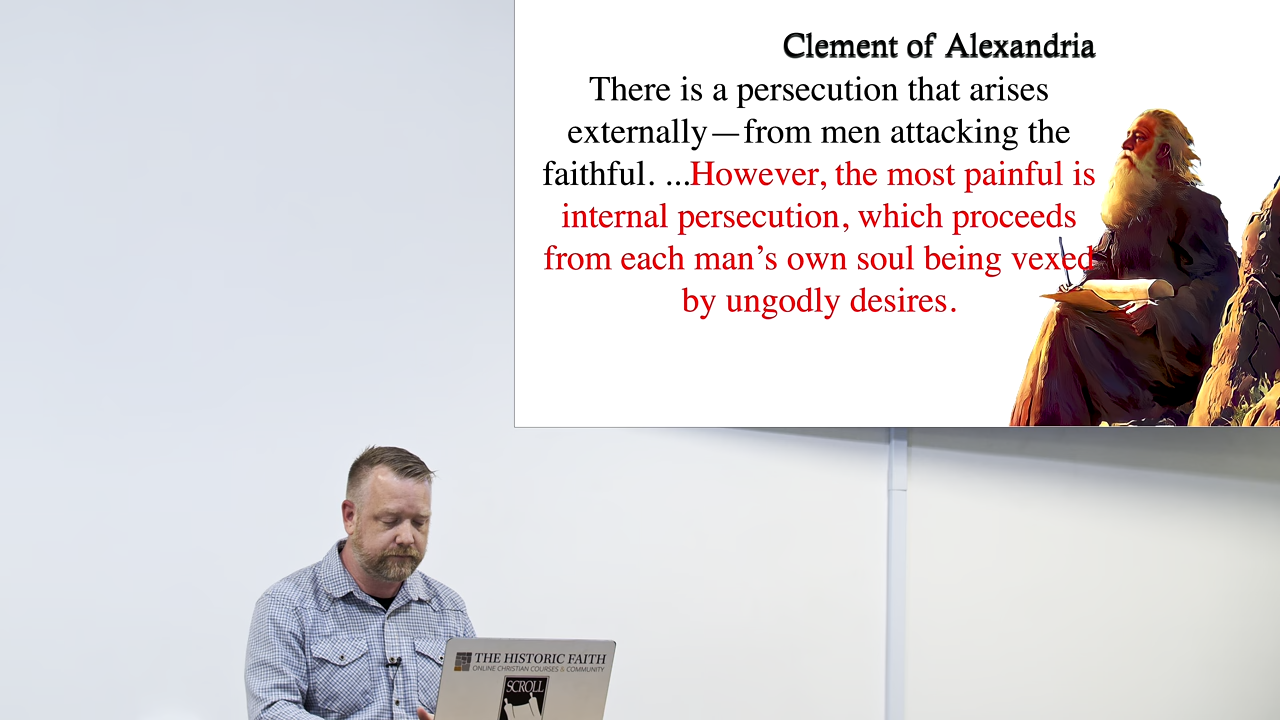 Clement of Alexandria
There is a persecution that arises
externally—from men attacking the
faithful. ...However, the most painful is
internal persecution, which proceeds
from each man’s own soul being vexed
by ungodly desires.
THE HISTORIC FAITH
ONLINE CHRISTIAN COURSES & COMMUNITY
SCROLL